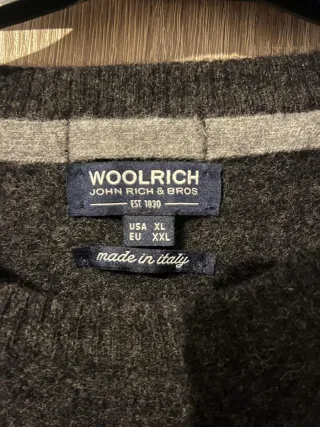 WOOLRICH
JOHN RICH & BROS
EST. 1830
USA XL
EU XXL
made in italy